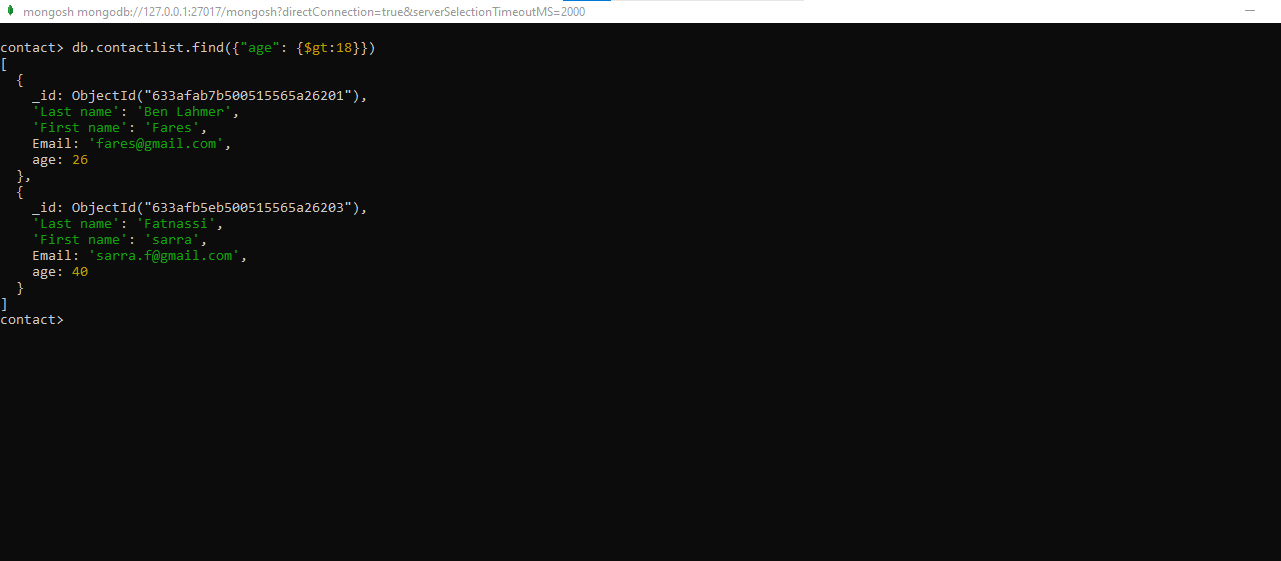 mongosh mongodb://127.0.0.1:27017/mongosh?directConnection=true&serverSelectionTimeoutMS=2000
contact> db.contactlist.find({"age": {$gt:18}})
[
  {
    _id: ObjectId("633afab7b500515565a26201"),
    'Last name': 'Ben Lahmer',
    'First name': 'Fares',
    Email: 'fares@gmail.com',
    age: 26
  },
  {
    _id: ObjectId("633afb5eb500515565a26203"),
    'Last name': 'Fatnassi',
    'First name': 'sarra',
    Email: 'sarra.f@gmail.com',
    age: 40
  }
]
contact>